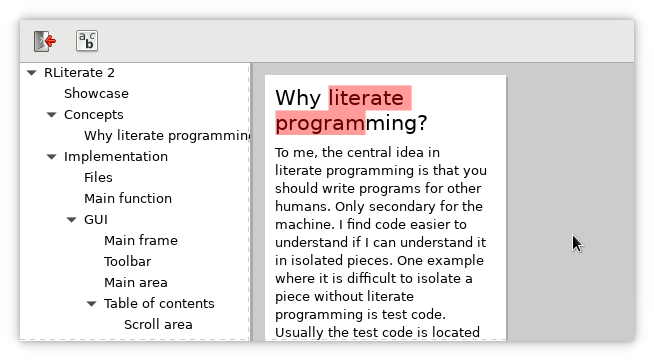 a c
b
RLiterate 2
Showcase
Concepts
Why literate programmin
Implementation
Files
Main function
GUI
Main frame
Toolbar
Main area
Table of contents
Scroll area
Why literate
programming?
To me, the central idea in
literate programming is that you
should write programs for other
humans. Only secondary for the
machine. I find code easier to
understand if I can understand it
in isolated pieces. One example
where it is difficult to isolate a
piece without literate
programming is test code.
Usually the test code is located